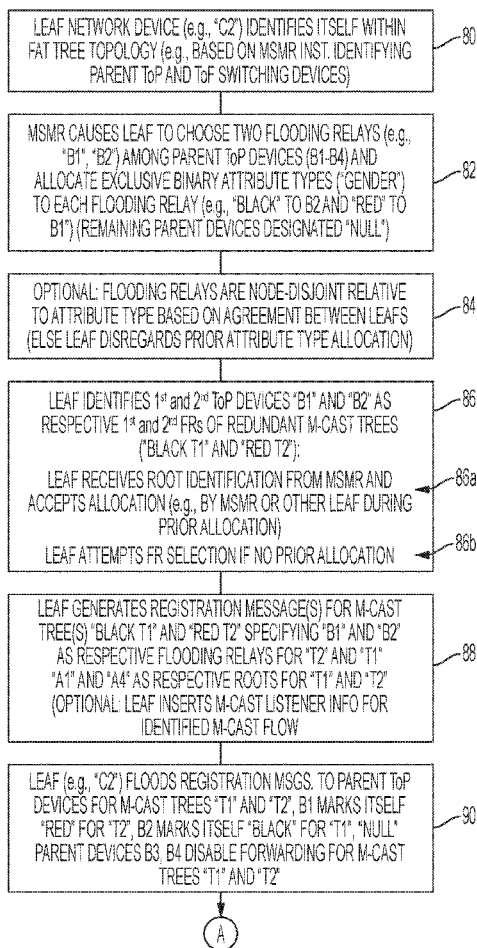 LEAF NETWORK DEVICE (e.g., "C2") IDENTIFIES ITSELF WITHIN
FAT TREE TOPOLOGY (e.g., BASED ON MSMR INST. IDENTIFYING
PARENT ToP AND ToF SWITCHING DEVICES)
80
MSMR CAUSES LEAF TO CHOOSE TWO FLOODING RELAYS (e.g.,
"B1", "B2") AMONG PARENT ToP DEVICES (B1-B4) AND
ALLOCATE EXCLUSIVE BINARY ATTRIBUTE TYPES ("GENDER")
TO EACH FLOODING RELAY (e.g., "BLACK" TO B2 AND "RED" TO
B1") (REMAINING PARENT DEVICES DESIGNATED "NULL")
82
OPTIONAL: FLOODING RELAYS ARE NODE-DISJOINT RELATIVE
TO ATTRIBUTE TYPE BASED ON AGREEMENT BETWEEN LEAFS
(ELSE LEAF DISREGARDS PRIOR ATTRIBUTE TYPE ALLOCATION)
84
LEAF IDENTIFIES 1st and 2nd ToP DEVICES "B1" AND "B2" AS
RESPECTIVE 1st and 2nd FRs OF REDUNDANT M-CAST TREES
("BLACK T1" AND "RED T2"):
86
LEAF RECEIVES ROOT IDENTIFICATION FROM MSMR AND
ACCEPTS ALLOCATION (e.g., BY MSMR OR OTHER LEAF DURING
PRIOR ALLOCATION)
86a
LEAF ATTEMPTS FR SELECTION IF NO PRIOR ALLOCATION
86b
LEAF GENERATES REGISTRATION MESSAGE(S) FOR M-CAST
TREE(S) "BLACK T1" AND "RED T2" SPECIFYING "B1" AND "B2"
AS RESPECTIVE FLOODING RELAYS FOR "T2" AND "T1"
"A1" AND "A4" AS RESPECTIVE ROOTS FOR "T1" AND "T2"
(OPTIONAL: LEAF INSERTS M-CAST LISTENER INFO FOR
IDENTIFIED M-CAST FLOW
88
LEAF (e.g., "C2") FLOODS REGISTRATION MSGS. TO PARENT ToP
DEVICES FOR M-CAST TREES "T1" AND "T2", B1 MARKS ITSELF
"RED" FOR "T2", B2 MARKS ITSELF "BLACK" FOR "T1", "NULL"
PARENT DEVICES B3, B4 DISABLE FORWARDING FOR M-CAST
TREES "T1" AND "T2"
90
A